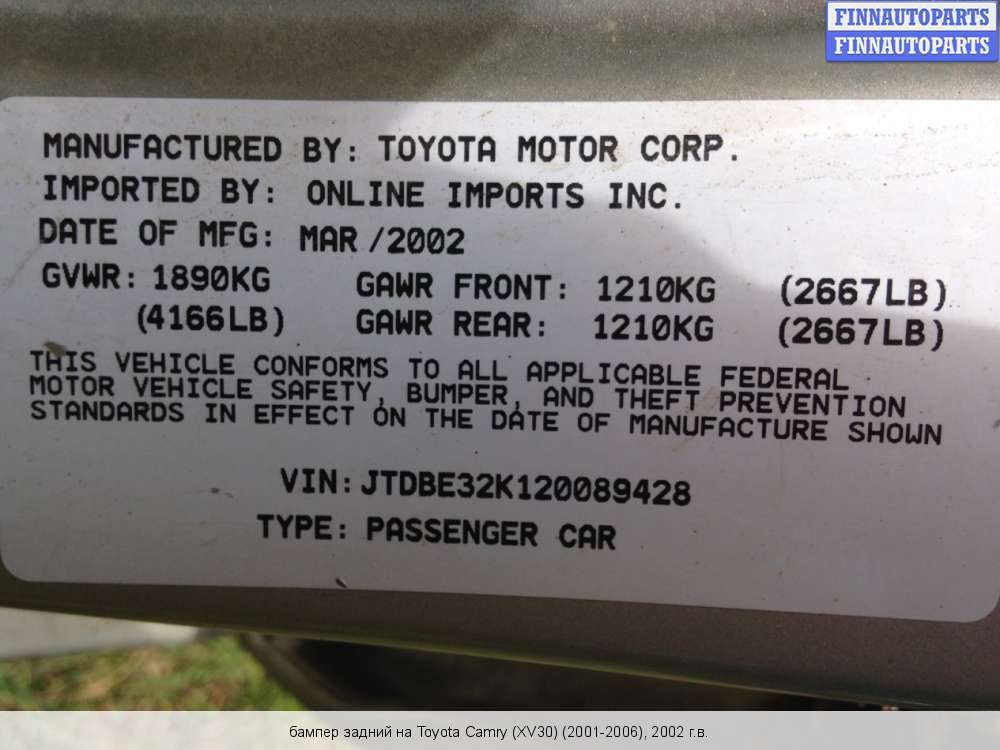 FINNAUTOPARTS
FINNAUTOPARTS
MANUFACTURED BY: TOYOTA MOTOR CORP.
IMPORTED BY: ONLINE IMPORTS INC.
DATE OF MFG: MAR /2002
GVWR: 1890KG GAWR FRONT: 1210KG (2667LB)
(4166LB) GAWR REAR: 1210KG (2667LB)
THIS VEHICLE CONFORMS TO ALL APPLICABLE FEDERAL
MOTOR VEHICLE SAFETY, BUMPER, AND THEFT PREVENTION
STANDARDS IN EFFECT ON THE DATE OF MANUFACTURE SHOWN
VIN: JTDBE32K120089428
TYPE: PASSENGER CAR
бампер задний на Toyota Camry (XV30) (2001-2006), 2002 г.в.